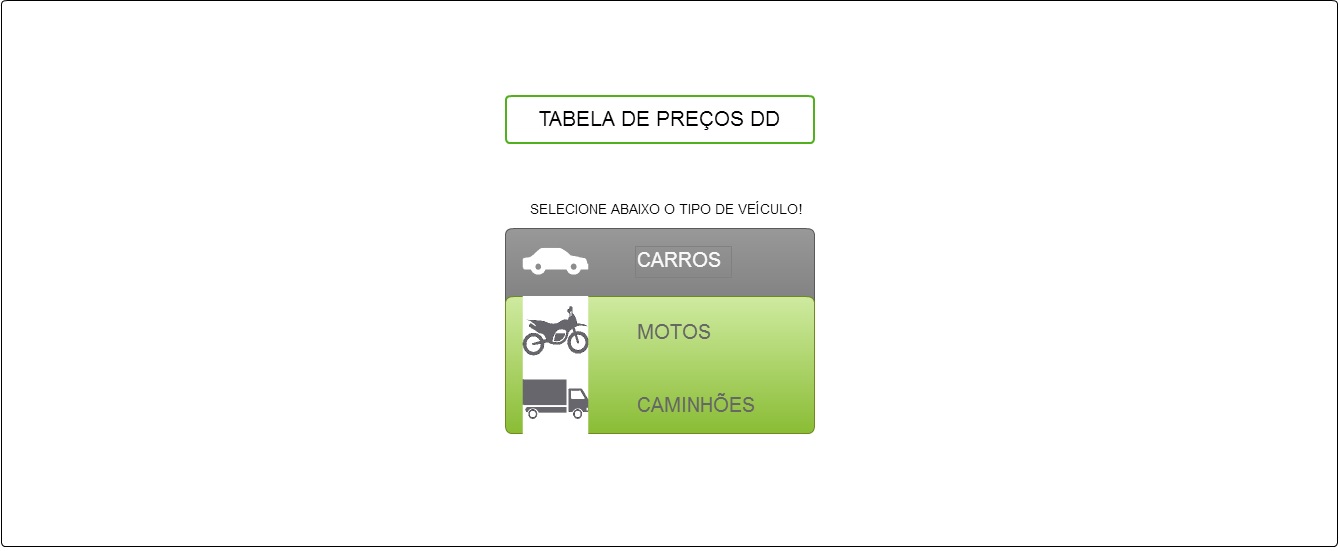 TABELA DE PREÇOS DD
SELECIONE ABAIXO O TIPO DE VEÍCULO!
CARROS
MOTOS
CAMINHÕES